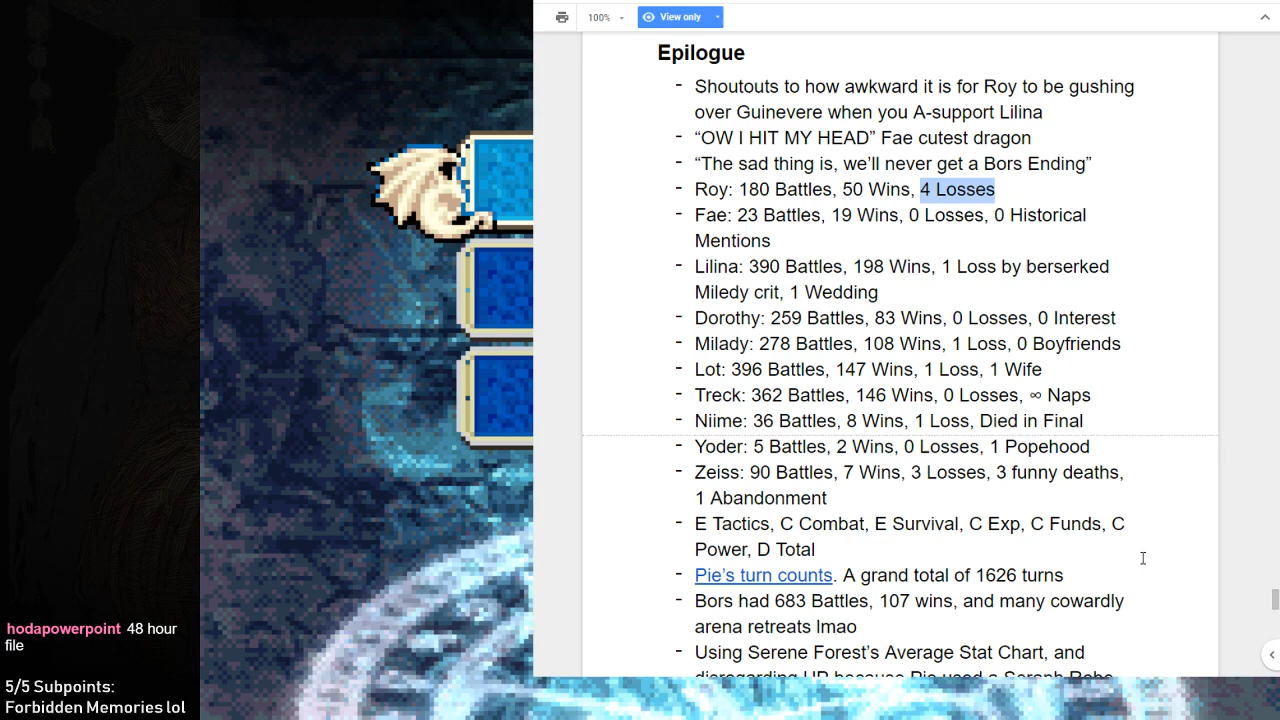 100%
View only
Epilogue
- Shoutouts to how awkward it is for Roy to be gushing
over Guinevere when you A-support Lilina
- “OW I HIT MY HEAD” Fae cutest dragon
- “The sad thing is, we’ll never get a Bors Ending”
- Roy: 180 Battles, 50 Wins, 4 Losses
- Fae: 23 Battles, 19 Wins, 0 Losses, 0 Historical
Mentions
- Lilina: 390 Battles, 198 Wins, 1 Loss by berserked
Miledy crit, 1 Wedding
- Dorothy: 259 Battles, 83 Wins, 0 Losses, 0 Interest
- Milady: 278 Battles, 108 Wins, 1 Loss, 0 Boyfriends
- Lot: 396 Battles, 147 Wins, 1 Loss, 1 Wife
- Treck: 362 Battles, 146 Wins, 0 Losses, ∞ Naps
- Niime: 36 Battles, 8 Wins, 1 Loss, Died in Final
- Yoder: 5 Battles, 2 Wins, 0 Losses, 1 Popehood
- Zeiss: 90 Battles, 7 Wins, 3 Losses, 3 funny deaths,
1 Abandonment
- E Tactics, C Combat, E Survival, C Exp, C Funds, C
Power, D Total
- Pie’s turn counts. A grand total of 1626 turns
- Bors had 683 Battles, 107 wins, and many cowardly
arena retreats lmao
- Using Serene Forest’s Average Stat Chart, and
disregarding HP because Pie used a Seraph Robe
hodapowerpoint 48 hour
file
5/5 Subpoints:
Forbidden Memories lol